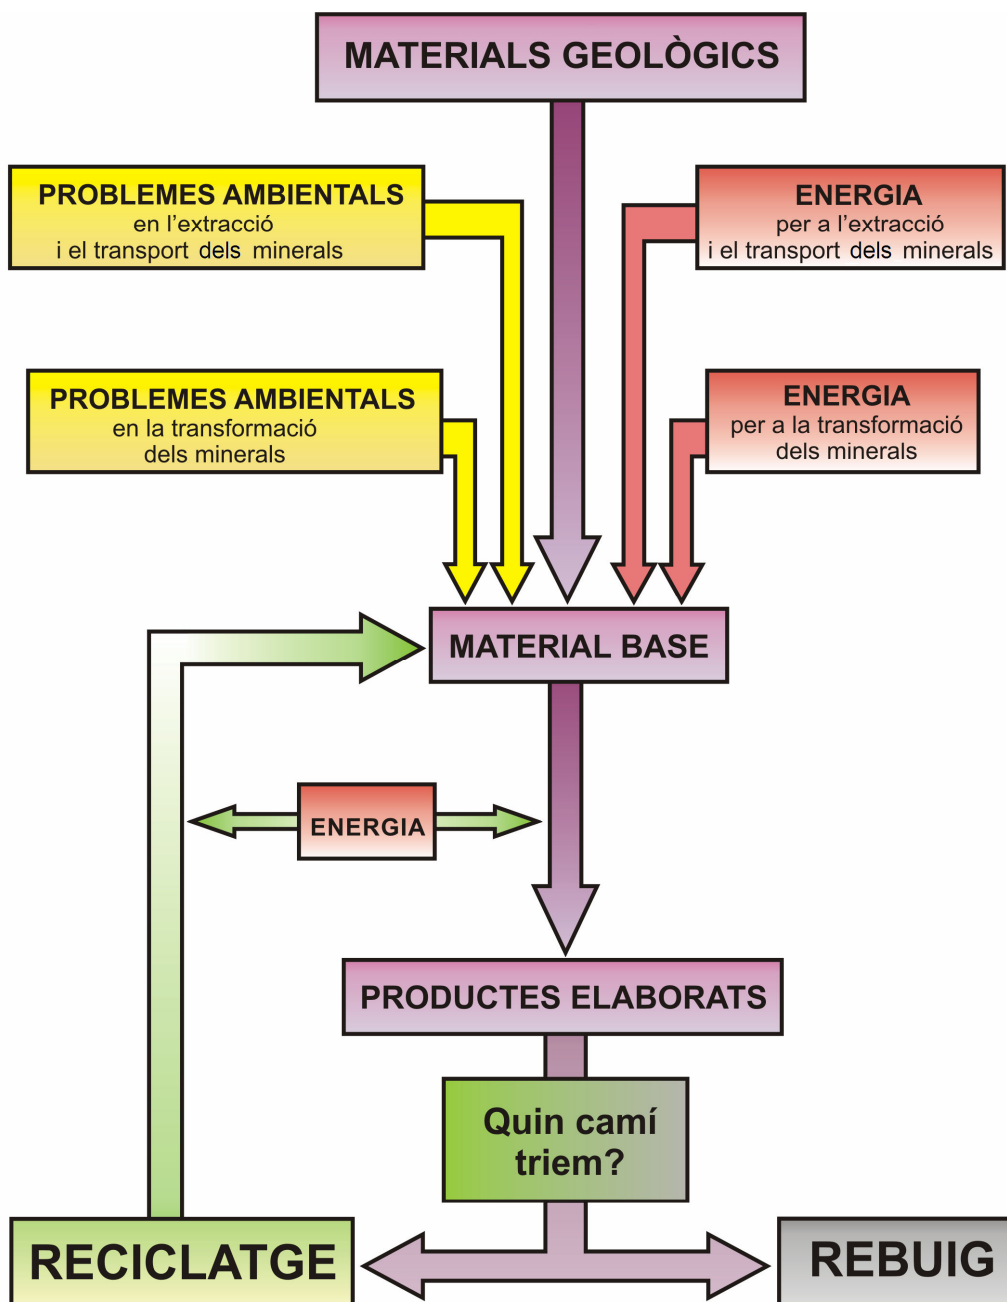 MATERIALS GEOLÒGICS
PROBLEMES AMBIENTALS
en l’extracció
i el transport dels minerals
ENERGIA
per a l’extracció
i el transport dels minerals
PROBLEMES AMBIENTALS
en la transformació
dels minerals
ENERGIA
per a la transformació
dels minerals
MATERIAL BASE
ENERGIA
PRODUCTES ELABORATS
Quin camí
triem?
RECICLATGE
REBUIG